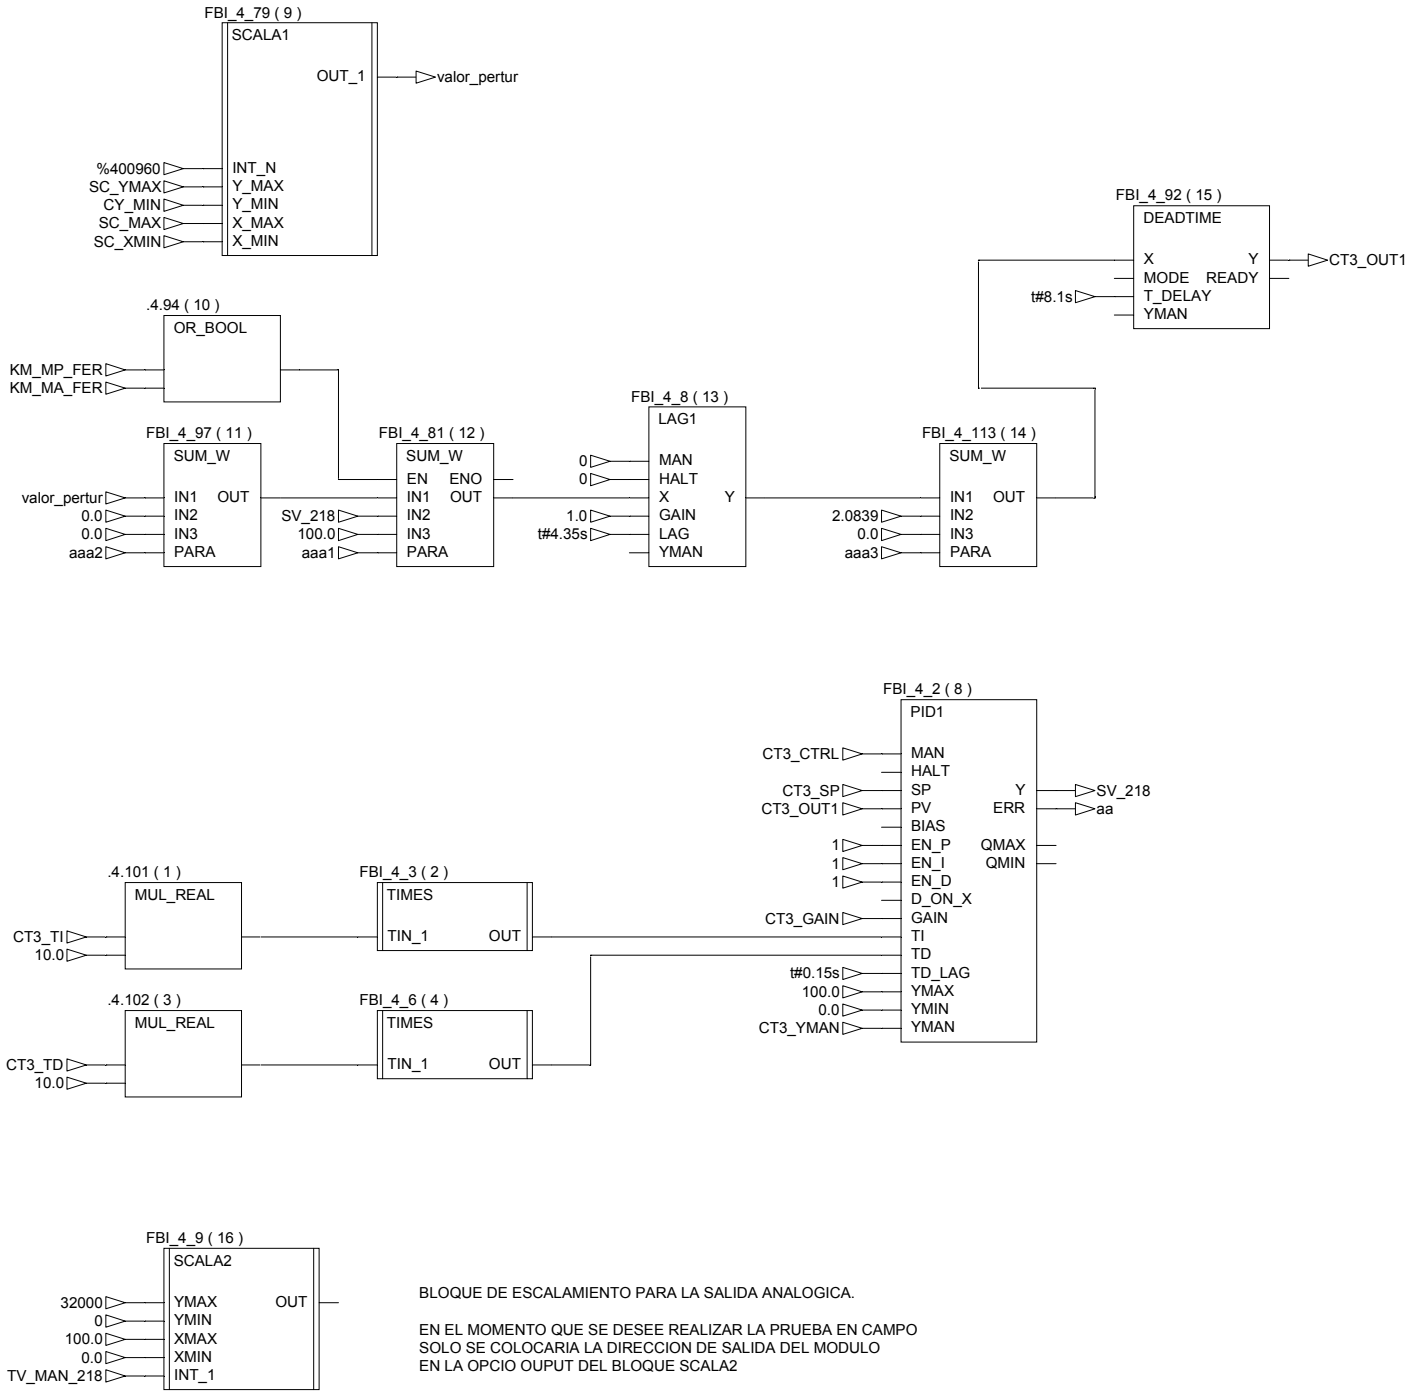 FBI_4_79 ( 9 )
SCALA1
OUT_1
valor_pertur
%400960
INT_N
SC_YMAX
Y_MAX
CY_MIN
Y_MIN
SC_MAX
X_MAX
SC_XMIN
X_MIN
FBI_4_92 ( 15 )
DEADTIME
X
Y
CT3_OUT1
MODE
READY
t#8.1s
T_DELAY
YMAN
.4.94 ( 10 )
OR_BOOL
KM_MP_FER
KM_MA_FER
FBI_4_97 ( 11 )
SUM_W
valor_pertur
IN1
OUT
0.0
IN2
0.0
IN3
aaa2
PARA
FBI_4_81 ( 12 )
SUM_W
EN
ENO
IN1
OUT
SV_218
IN2
100.0
IN3
aaa1
PARA
FBI_4_8 ( 13 )
LAG1
0
MAN
0
HALT
X
Y
1.0
GAIN
t#4.35s
LAG
YMAN
FBI_4_113 ( 14 )
SUM_W
IN1
OUT
2.0839
IN2
0.0
IN3
aaa3
PARA
FBI_4_2 ( 8 )
PID1
CT3_CTRL
MAN
HALT
CT3_SP
SP
Y
SV_218
CT3_OUT1
PV
ERR
aa
BIAS
1
EN_P
QMAX
1
EN_I
QMIN
1
EN_D
D_ON_X
CT3_GAIN
GAIN
TI
TD
t#0.15s
TD_LAG
100.0
YMAX
0.0
YMIN
CT3_YMAN
YMAN
.4.101 ( 1 )
MUL_REAL
CT3_TI
10.0
FBI_4_3 ( 2 )
TIMES
TIN_1
OUT
.4.102 ( 3 )
MUL_REAL
CT3_TD
10.0
FBI_4_6 ( 4 )
TIMES
TIN_1
OUT
FBI_4_9 ( 16 )
SCALA2
32000
YMAX
OUT
0
YMIN
100.0
XMAX
0.0
XMIN
TV_MAN_218
INT_1
BLOQUE DE ESCALAMIENTO PARA LA SALIDA ANALOGICA.
EN EL MOMENTO QUE SE DESEE REALIZAR LA PRUEBA EN CAMPO
SOLO SE COLOCARIA LA DIRECCION DE SALIDA DEL MODULO
EN LA OPCIO OUPUT DEL BLOQUE SCALA2